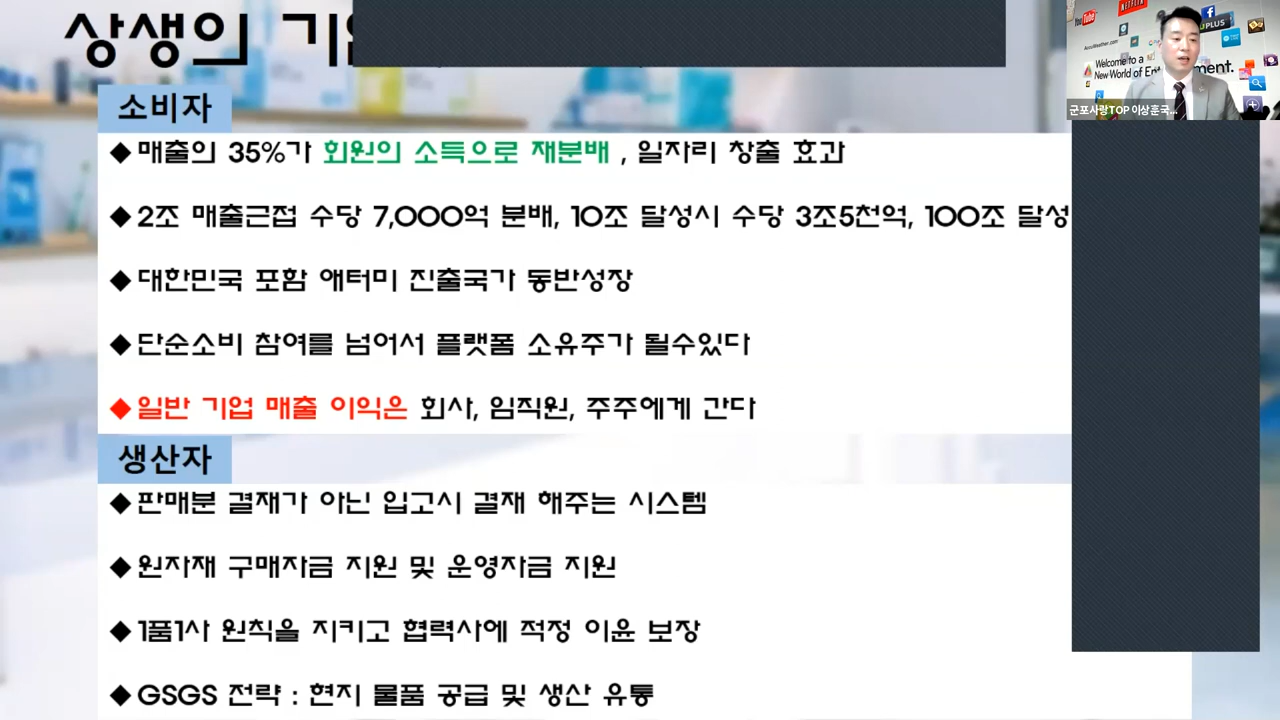 상생의
소비자
◆매출의 35%가 회원의 소득으로 재분배 , 일자리 창출 효과
◆2조 매출근접 수당 7,000억 분배, 10조 달성시 수당 3조5천억, 100조 달성
◆대한민국 포함 애터미 진출국가 동반성장
◆단순소비 참여를 넘어서 플랫폼 소유주가 될수있다
◆일반 기업 매출 이익은 회사, 임직원, 주주에게 간다
생산자
◆판매분 결재가 아닌 입고시 결재 해주는 시스템
◆원자재 구매자금 지원 및 운영자금 지원
◆1품1사 원칙을 지키고 협력사에 적정 이윤 보장
◆GSGS 전략 : 현지 물품 공급 및 생산 유통
YouTube
NETFLIX
U PLUS
AccuWeather.com
Welcome to a
New World of
군포사랑TOP 이상훈국...